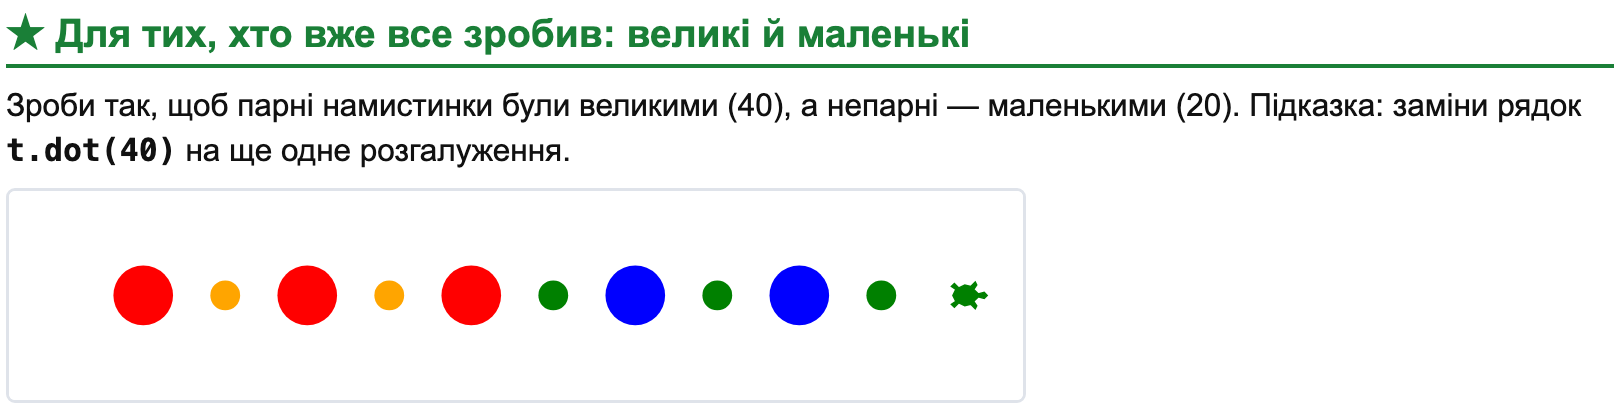 ★ Для тих, хто вже все зробив: великі й маленькі
Зроби так, щоб парні намистинки були великими (40), а непарні — маленькими (20). Підказка: заміни рядок
t.dot(40) на ще одне розгалуження.